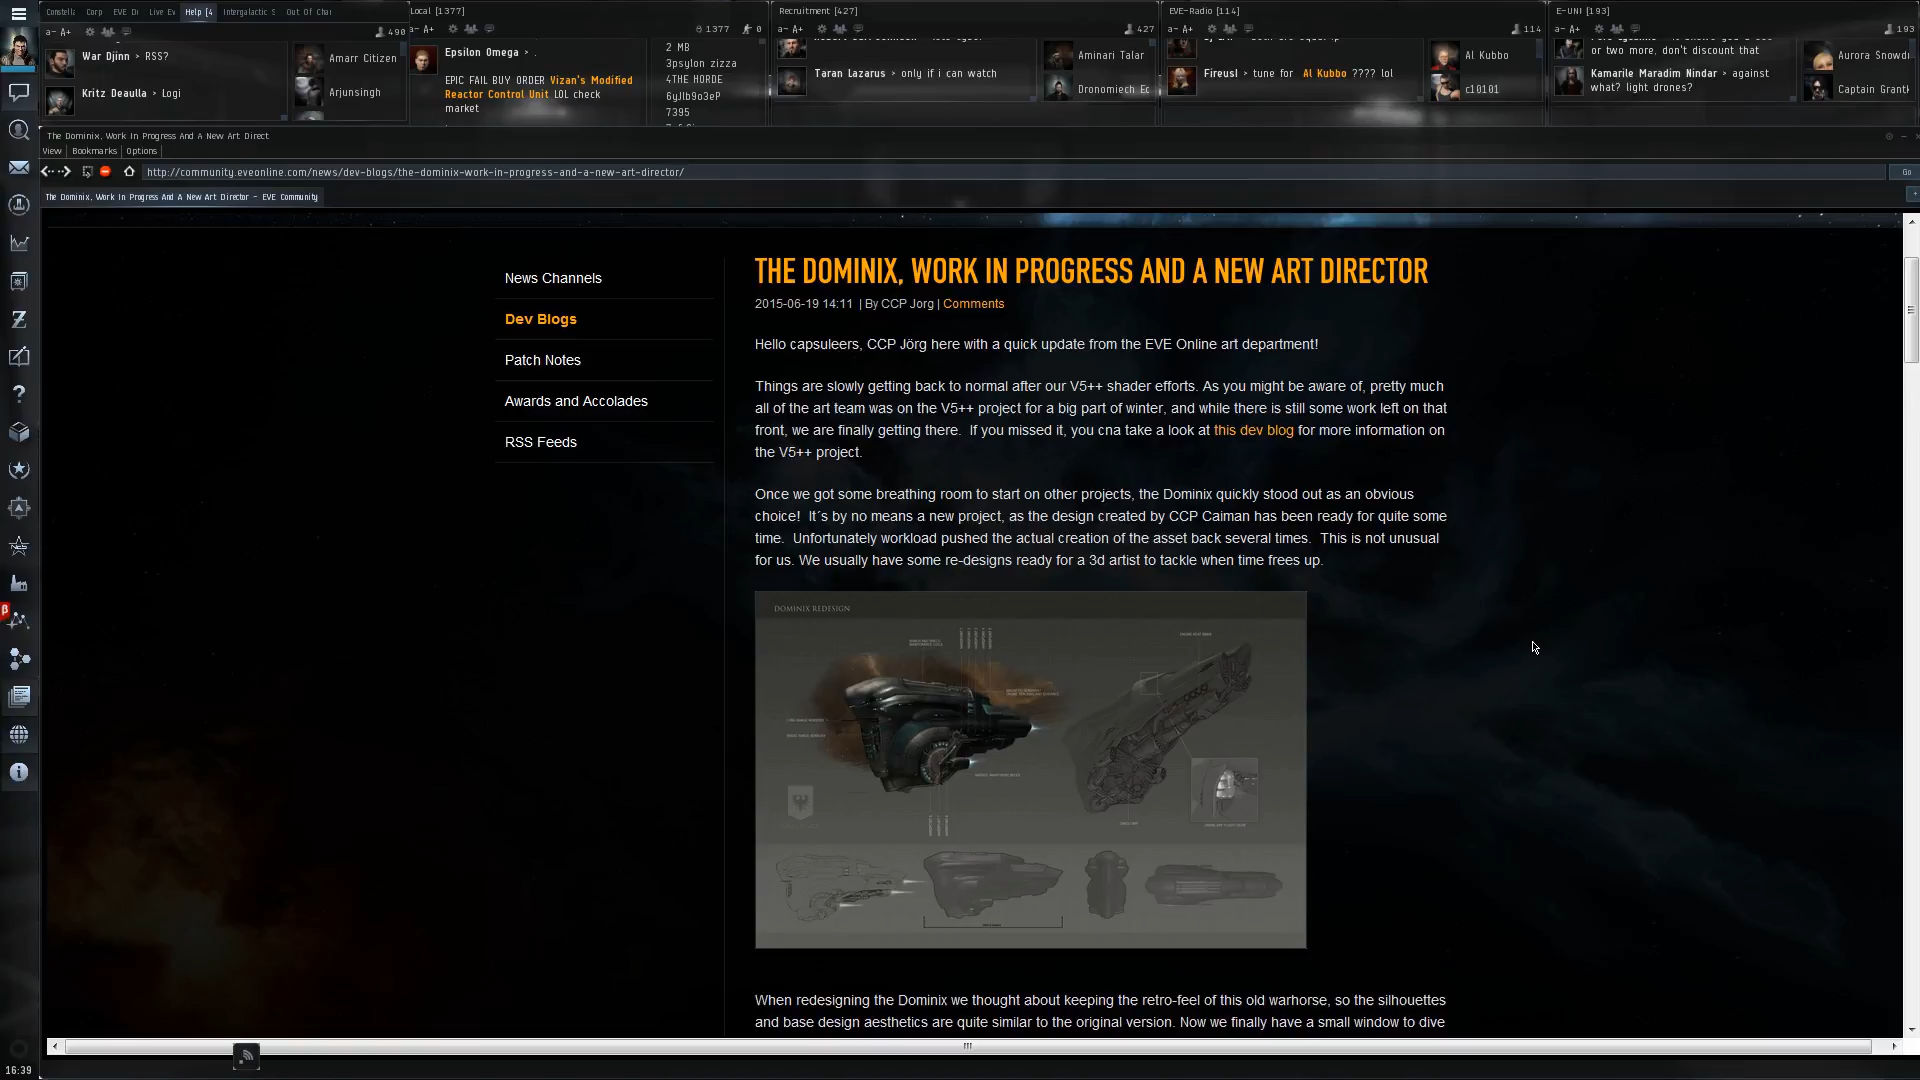 Constell
Corp
EVE Di
Live Ev
Help [4
Intergalactic S
Out Of Cha
a- A+
490
War Djinn > RSS?
Kritz Deaulla > Logi
Amarr Citizen
Arjunsingh
Local [1377]
a- A+
1377
0
Epsilon Omega > .
EPIC FAIL BUY ORDER Vizan's Modified
Reactor Control Unit LOL check
market
2 MB
3psylon zizza
4THE HORDE
6yJlb9o3eP
7395
Recruitment [427]
a- A+
427
Taran Lazarus > only if i can watch
Aminari Talar
Dronomiech Ec
EVE-Radio [114]
a- A+
114
Fireusl > tune for Al Kubbo ???? lol
Al Kubbo
c10101
E-UNI [193]
a- A+
193
or two more, don't discount that
Kamarile Maradim Nindar > against
what? light drones?
Aurora Snowd
Captain Grant
The Dominix, Work In Progress And A New Art Direct
View
Bookmarks
Options
http://community.eveonline.com/news/dev-blogs/the-dominix-work-in-progress-and-a-new-art-director/
Go
The Dominix, Work In Progress And A New Art Director - EVE Community
News Channels
Dev Blogs
Patch Notes
Awards and Accolades
RSS Feeds
THE DOMINIX, WORK IN PROGRESS AND A NEW ART DIRECTOR
2015-06-19 14:11 | By CCP Jorg | Comments
Hello capsuleers, CCP Jörg here with a quick update from the EVE Online art department!
Things are slowly getting back to normal after our V5++ shader efforts. As you might be aware of, pretty much
all of the art team was on the V5++ project for a big part of winter, and while there is still some work left on that
front, we are finally getting there. If you missed it, you cna take a look at this dev blog for more information on
the V5++ project.
Once we got some breathing room to start on other projects, the Dominix quickly stood out as an obvious
choice! It´s by no means a new project, as the design created by CCP Caiman has been ready for quite some
time. Unfortunately workload pushed the actual creation of the asset back several times. This is not unusual
for us. We usually have some re-designs ready for a 3d artist to tackle when time frees up.
DOMINIX REDESIGN
When redesigning the Dominix we thought about keeping the retro-feel of this old warhorse, so the silhouettes
and base design aesthetics are quite similar to the original version. Now we finally have a small window to dive
β
NES
16:39